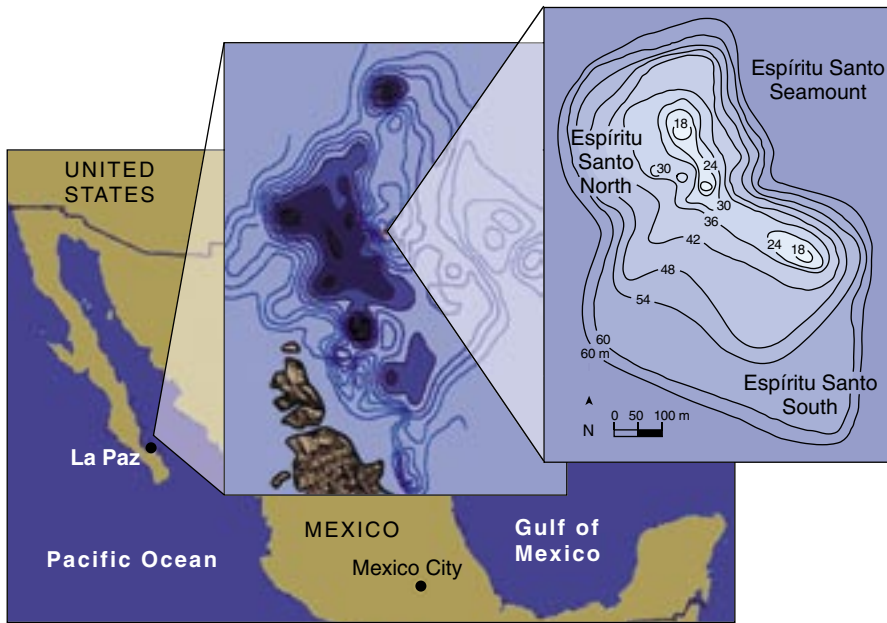 UNITED
STATES
La Paz
Pacific Ocean
MEXICO
Mexico City
Gulf of
Mexico
Espíritu Santo
Seamount
Espíritu
Santo
North
18
24
30
30
36
42
24
18
48
54
60
60 m
Espíritu Santo
South
N
0 50 100 m